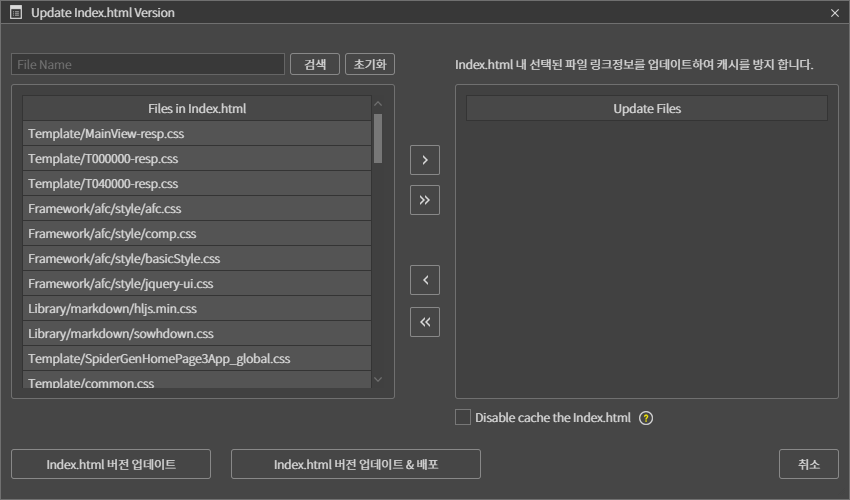 Update Index.html Version
File Name
검색
초기화
Index.html 내 선택된 파일 링크정보를 업데이트하여 캐시를 방지 합니다.
Files in Index.html
Update Files
Template/MainView-resp.css
Template/T000000-resp.css
Template/T040000-resp.css
Framework/afc/style/afc.css
Framework/afc/style/comp.css
Framework/afc/style/basicStyle.css
Framework/afc/style/jquery-ui.css
Library/markdown/hljs.min.css
Library/markdown/sowhdown.css
Template/SpiderGenHomePage3App_global.css
Template/common.css
Disable cache the Index.html
?
Index.html 버전 업데이트
Index.html 버전 업데이트 & 배포
취소